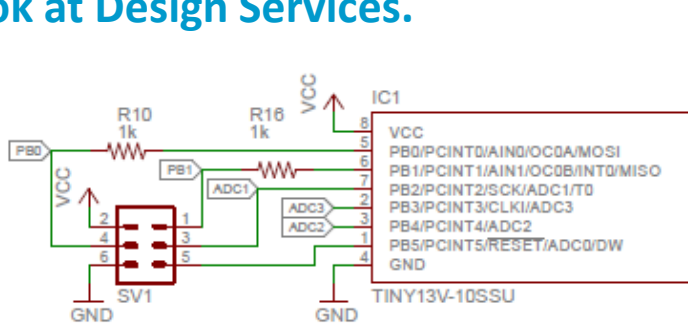 ok at Design Services.
VCC
IC1
R10
1k
R16
1k
8
VCC
PB0
5
PB0/PCINT0/AIN0/OC0A/MOSI
PB1
6
PB1/PCINT1/AIN1/OC0B/INT0/MISO
VCC
ADC1
7
PB2/PCINT2/SCK/ADC1/T0
ADC3
2
PB3/PCINT3/CLKI/ADC3
2
1
ADC2
3
PB4/PCINT4/ADC2
4
3
1
PB5/PCINT5/RESET/ADC0/DW
6
5
4
GND
SV1
TINY13V-10SSU
GND
GND